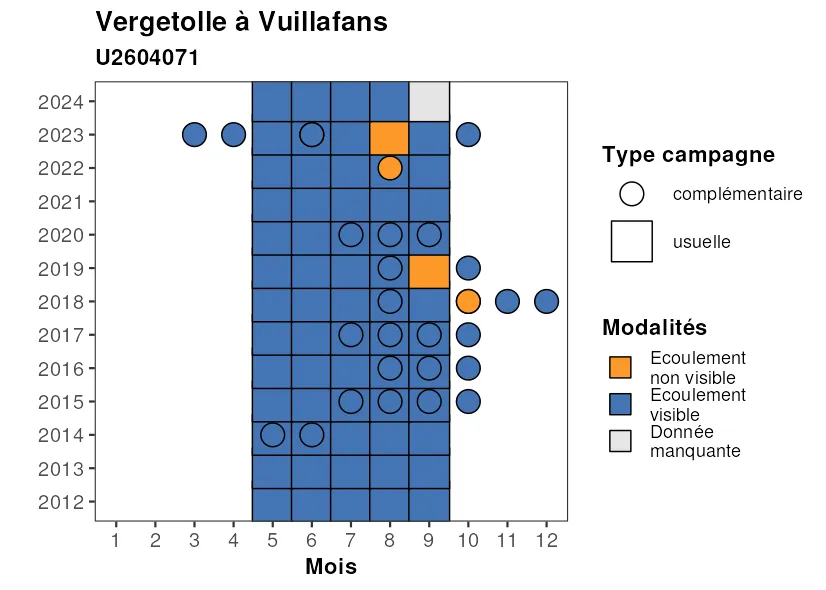 Vergetolle à Vuillafans
U2604071
2024
2023
2022
2021
2020
2019
2018
2017
2016
2015
2014
2013
2012
1 2 3 4 5 6 7 8 9 10 11 12
Mois
Type campagne
complémentaire
usuelle
Modalités
Ecoulement
non visible
Ecoulement
visible
Donnée
manquante